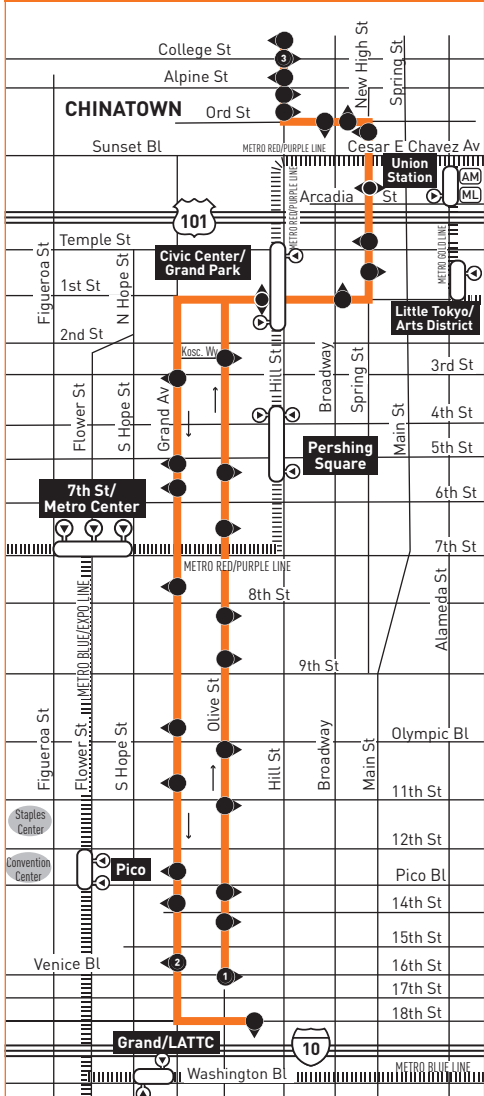 College St
3
Alpine St
New High St
Spring St
CHINATOWN
Ord St
Sunset Bl
METRO RED/PURPLE LINE
Cesar E Chavez Av
Union
Station
AM
ML
Arcadia St
METRO RED/PURPLE LINE
101
Temple St
Civic Center/
Grand Park
METRO GOLD LINE
Figueroa St
N Hope St
1st St
Little Tokyo/
Arts District
2nd St
Kosc. Wy
Hill St
Broadway
Spring St
3rd St
Flower St
S Hope St
Grand Av
Main St
4th St
5th St
Pershing
Square
7th St/
Metro Center
6th St
7th St
METRO RED/PURPLE LINE
METRO BLUE/EXPO LINE
8th St
Alameda St
9th St
Figueroa St
Flower St
S Hope St
Olive St
Hill St
Broadway
Main St
Olympic Bl
11th St
Staples
Center
12th St
Convention
Center
Pico
Pico Bl
14th St
15th St
Venice Bl
2
1
16th St
17th St
18th St
Grand/LATTC
10
Washington Bl
METRO BLUE LINE